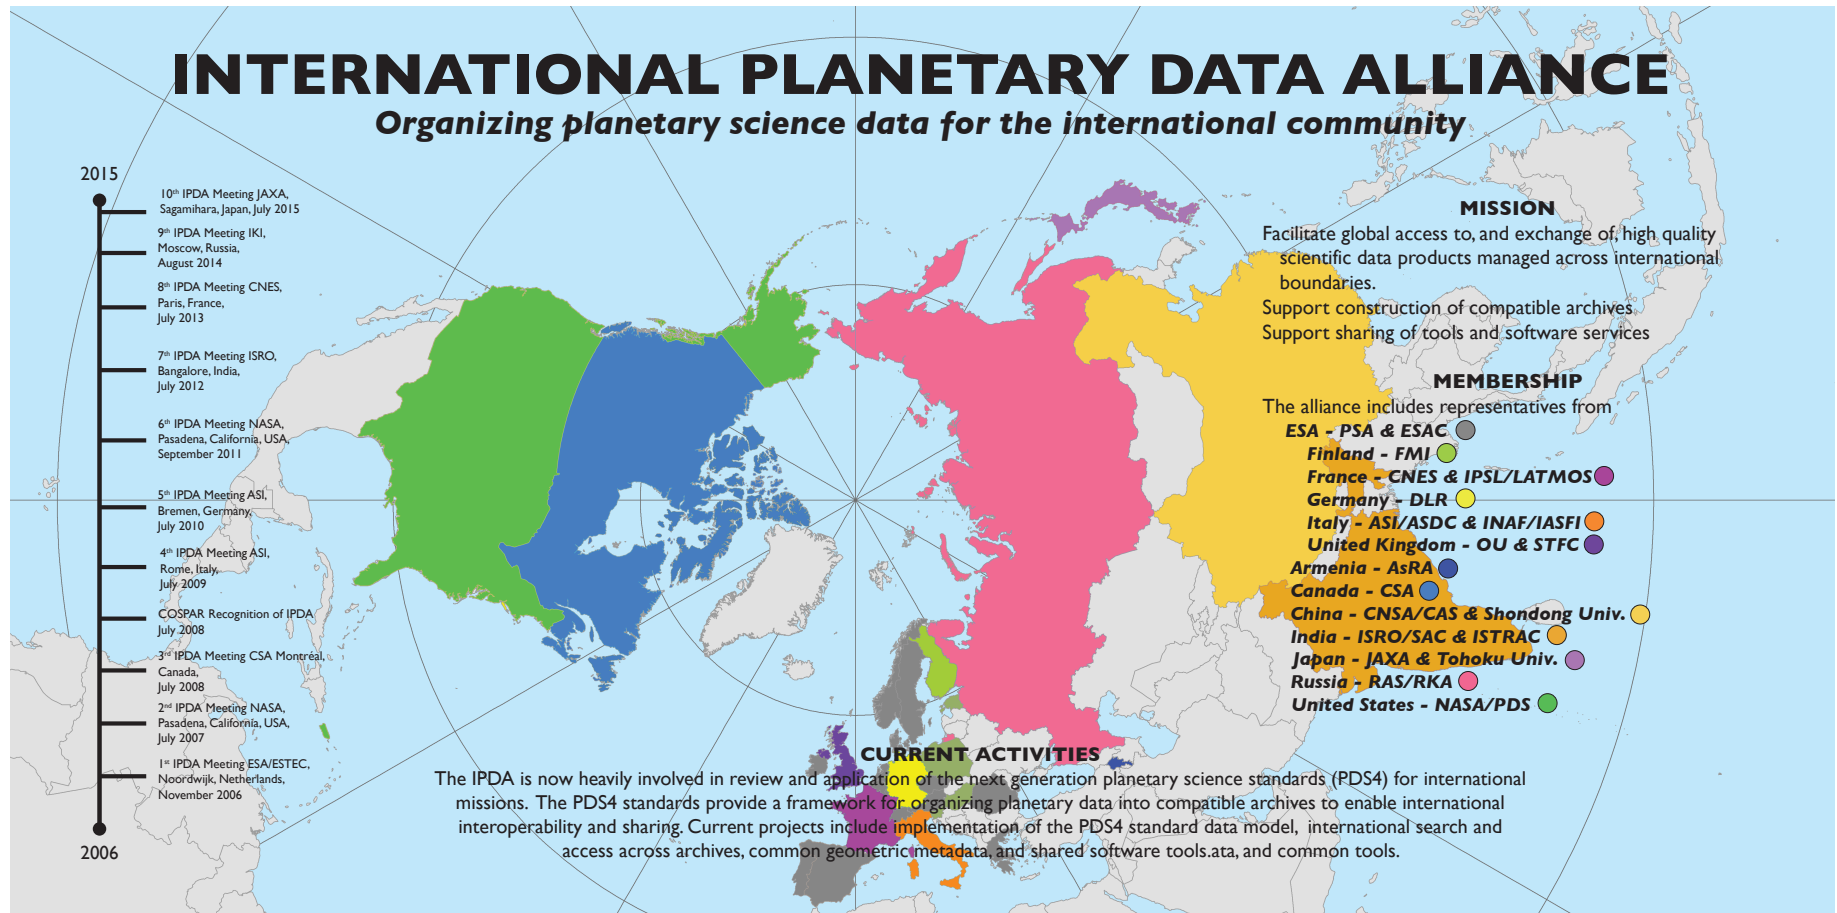 INTERNATIONAL PLANETARY DATA ALLIANCE
Organizing planetary science data for the international community
2015
10th IPDA Meeting JAXA,
Sagamihara, Japan, July 2015
9th IPDA Meeting IKI,
Moscow, Russia,
August 2014
8th IPDA Meeting CNES,
Paris, France,
July 2013
7th IPDA Meeting ISRO,
Bangalore, India,
July 2012
6th IPDA Meeting NASA,
Pasadena, California, USA,
September 2011
5th IPDA Meeting ASI,
Bremen, Germany,
July 2010
4th IPDA Meeting ASI,
Rome, Italy,
July 2009
COSPAR Recognition of IPDA
July 2008
3rd IPDA Meeting CSA Montréal,
Canada,
July 2008
2nd IPDA Meeting NASA,
Pasadena, California, USA,
July 2007
1st IPDA Meeting ESA/ESTEC,
Noordwijk, Netherlands,
November 2006
2006
MISSION
Facilitate global access to, and exchange of, high quality
scientific data products managed across international
boundaries.
Support construction of compatible archives
Support sharing of tools and software services
MEMBERSHIP
The alliance includes representatives from
ESA - PSA & ESAC
Finland - FMI
France - CNES & IPSL/LATMOS
Germany - DLR
Italy - ASI/ASDC & INAF/IASFI
United Kingdom - OU & STFC
Armenia - AsRA
Canada - CSA
China - CNSA/CAS & Shondong Univ.
India - ISRO/SAC & ISTRAC
Japan - JAXA & Tohoku Univ.
Russia - RAS/RKA
United States - NASA/PDS
CURRENT ACTIVITIES
The IPDA is now heavily involved in review and application of the next generation planetary science standards (PDS4) for international
missions. The PDS4 standards provide a framework for organizing planetary data into compatible archives to enable international
interoperability and sharing. Current projects include implementation of the PDS4 standard data model, international search and
access across archives, common geometric metadata, and shared software tools.ata, and common tools.